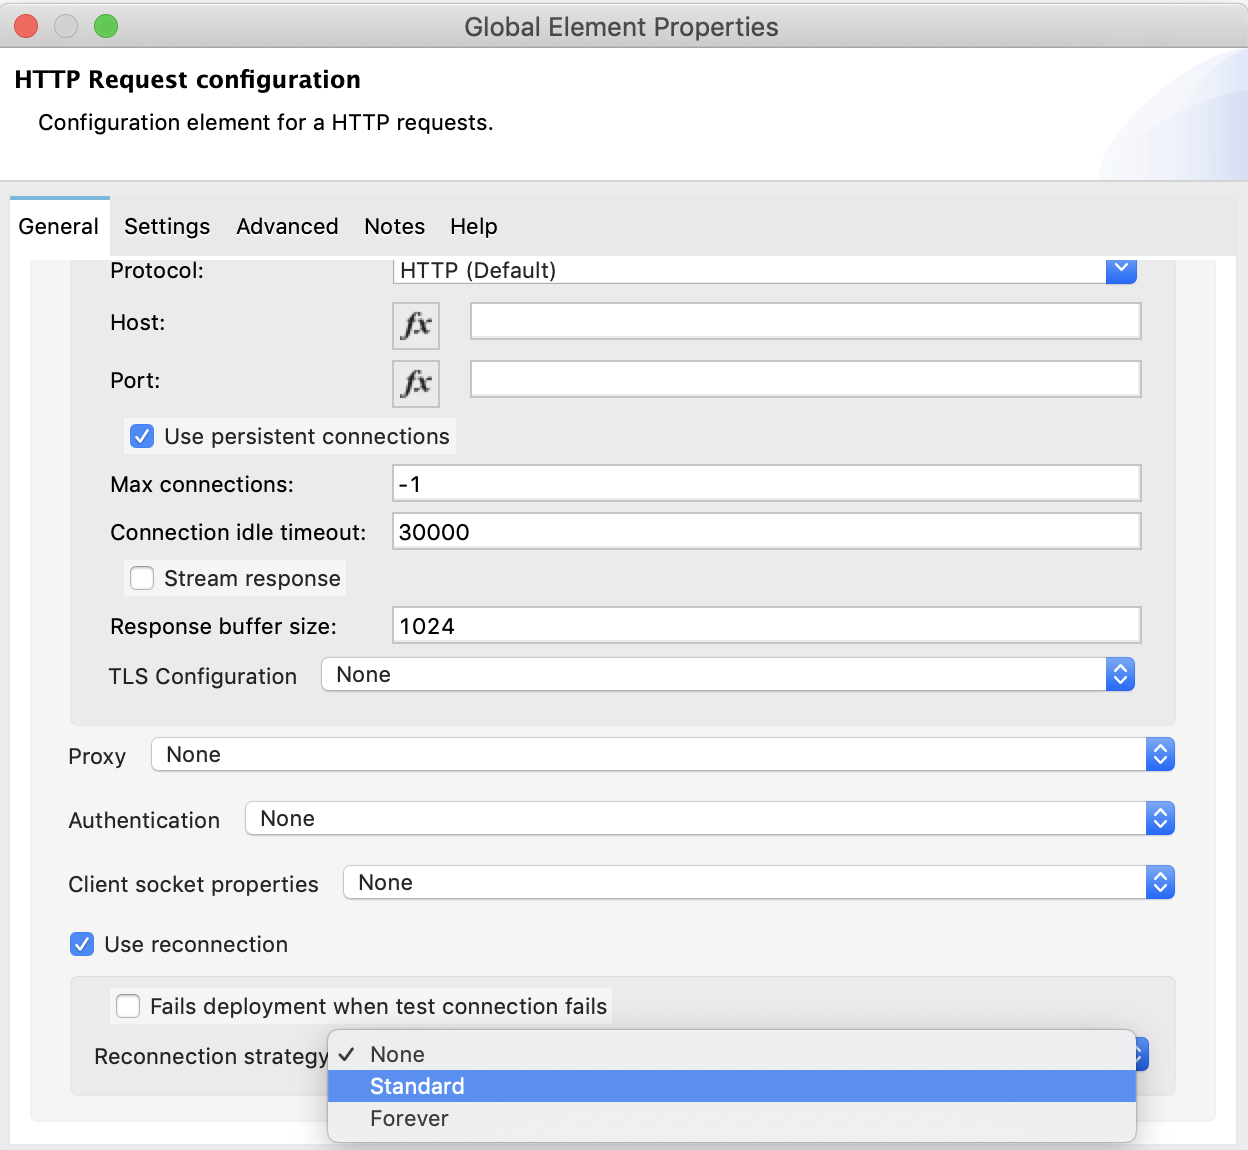 Global Element Properties
HTTP Request configuration
Configuration element for a HTTP requests.
General Settings Advanced Notes Help
Protocol: HTTP (Default)
Host: fx
Port: fx
Use persistent connections
Max connections: -1
Connection idle timeout: 30000
Stream response
Response buffer size: 1024
TLS Configuration None
Proxy None
Authentication None
Client socket properties None
Use reconnection
Fails deployment when test connection fails
Reconnection strategy None
Standard
Forever